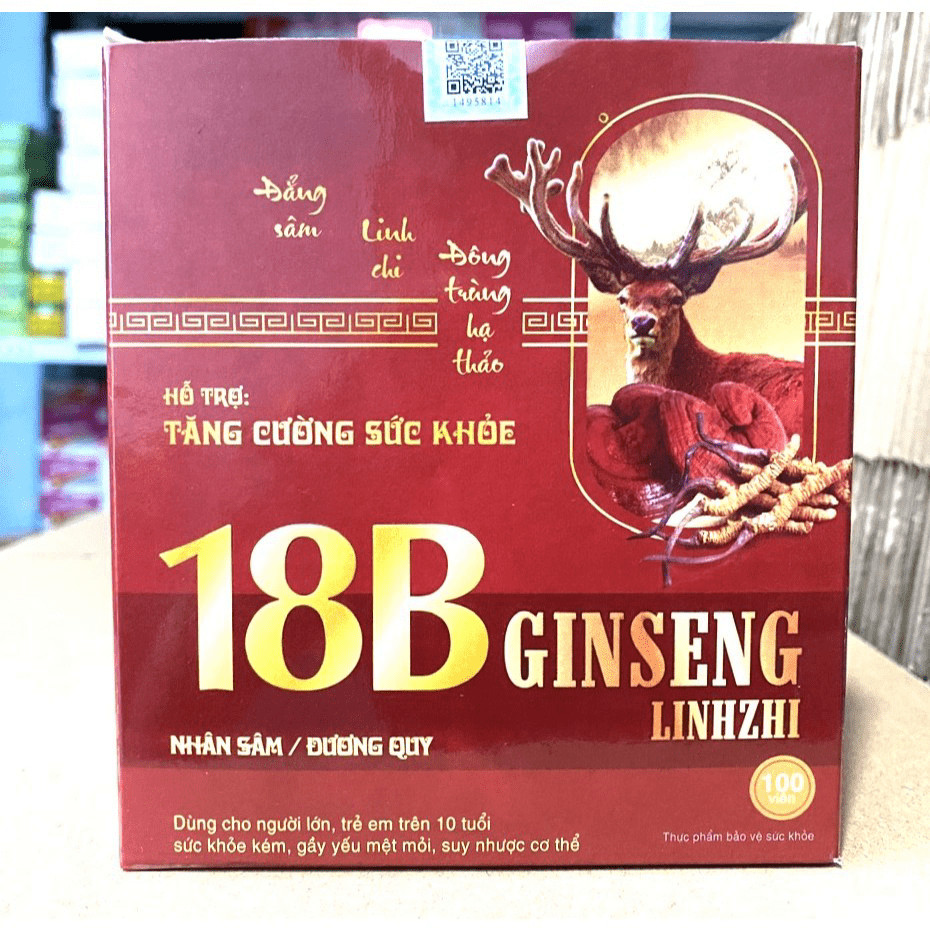 1495814
Đẳng
sâm
Linh
chi
Đông
trùng
hạ
thảo
HỖ TRỢ:
TĂNG CƯỜNG SỨC KHỎE
18B
GINSENG
LINHZHI
NHÂN SÂM / ĐƯƠNG QUY
100
viên
Dùng cho người lớn, trẻ em trên 10 tuổi
sức khỏe kém, gầy yếu mệt mỏi, suy nhược cơ thể
Thực phẩm bảo vệ sức khỏe